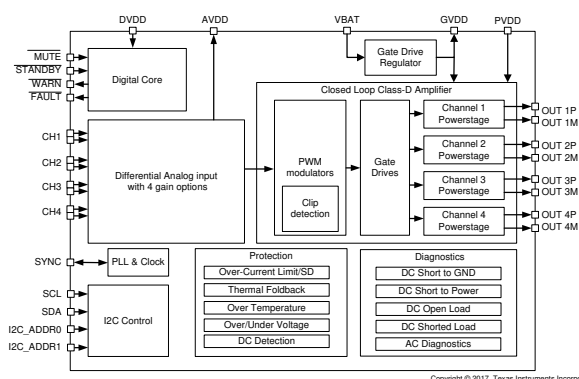 DVDD
AVDD
VBAT
GVDD
PVDD
MUTE
STANDBY
WARN
FAULT
Digital Core
Gate Drive
Regulator
Closed Loop Class-D Amplifier
CH1
CH2
CH3
CH4
Differential Analog input
with 4 gain options
PWM
modulators
Clip
detection
Gate
Drives
Channel 1
Powerstage
Channel 2
Powerstage
Channel 3
Powerstage
Channel 4
Powerstage
OUT 1P
OUT 1M
OUT 2P
OUT 2M
OUT 3P
OUT 3M
OUT 4P
OUT 4M
SYNC
PLL & Clock
SCL
SDA
I2C_ADDR0
I2C_ADDR1
I2C Control
Protection
Over-Current Limit/SD
Thermal Foldback
Over Temperature
Over/Under Voltage
DC Detection
Diagnostics
DC Short to GND
DC Short to Power
DC Open Load
DC Shorted Load
AC Diagnostics
Copyright © 2017, Texas Instruments